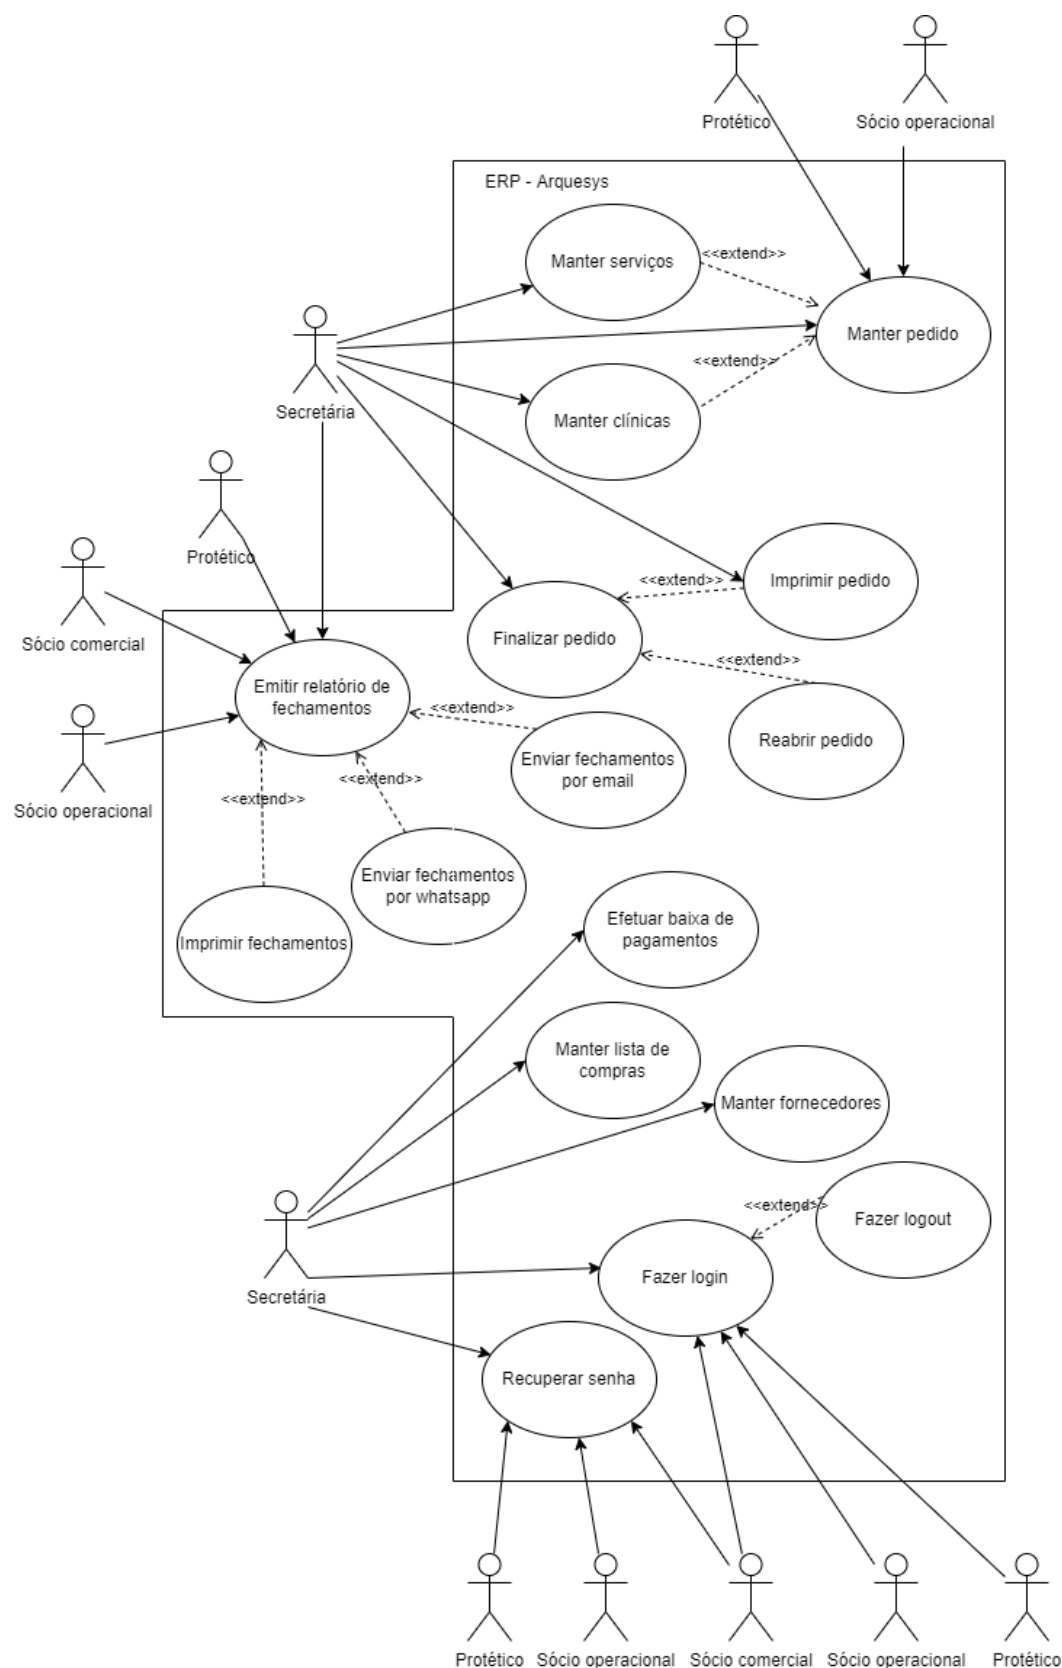 Protético
Sócio operacional
ERP - Arquesys
Manter serviços
<<extend>>
Manter pedido
<<extend>>
Secretária
Manter clínicas
Protético
Imprimir pedido
<<extend>>
Sócio comercial
Finalizar pedido
<<extend>>
Emitir relatório de
fechamentos
<<extend>>
Reabrir pedido
Enviar fechamentos
por email
<<extend>>
<<extend>>
Sócio operacional
Enviar fechamentos
por whatsapp
Efetuar baixa de
pagamentos
Imprimir fechamentos
Manter lista de
compras
Manter fornecedores
<<extend>>
Fazer logout
Fazer login
Secretária
Recuperar senha
Protético
Sócio operacional
Sócio comercial
Sócio operacional
Protético